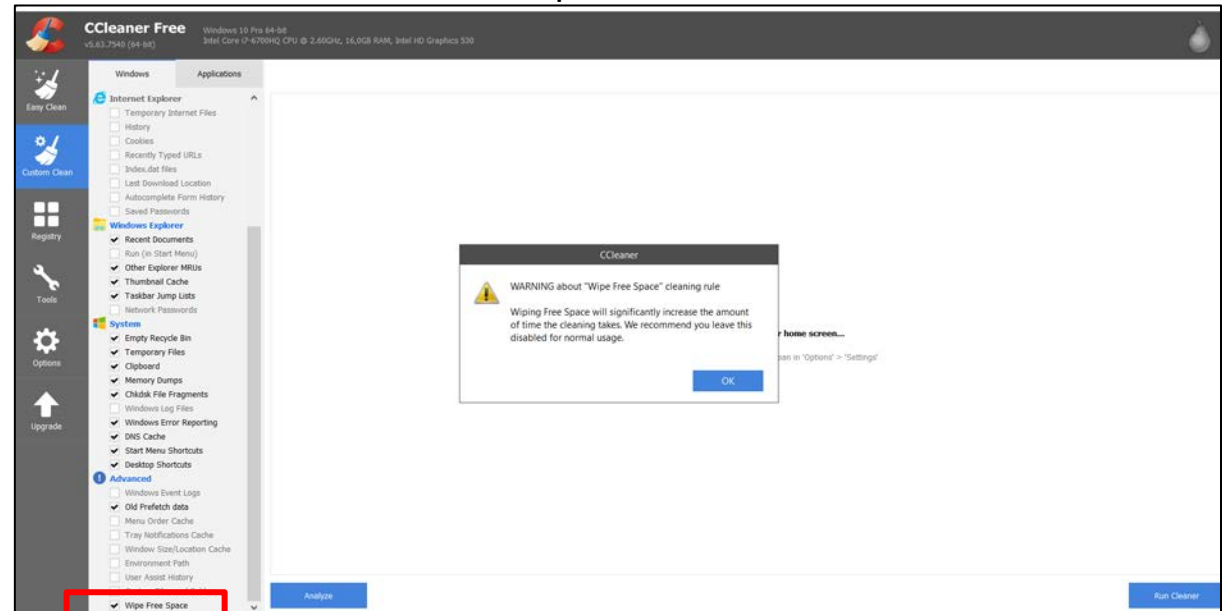 CCleaner Free
Windows 10 Pro 64-bit
v5.63.7540 (64-bit)
Intel Core i7-6700HQ CPU @ 2.60GHz, 16,0GB RAM, Intel HD Graphics 530
Easy Clean
Custom Clean
Registry
Tools
Options
Upgrade
Windows Applications
Internet Explorer
Temporary Internet Files
History
Cookies
Recently Typed URLs
Index.dat files
Last Download Location
Autocomplete Form History
Saved Passwords
Windows Explorer
Recent Documents
Run (in Start Menu)
Other Explorer MRUs
Thumbnail Cache
Taskbar Jump Lists
Network Passwords
System
Empty Recycle Bin
Temporary Files
Clipboard
Memory Dumps
Chkdsk File Fragments
Windows Log Files
Windows Error Reporting
DNS Cache
Start Menu Shortcuts
Desktop Shortcuts
Advanced
Windows Event Logs
Old Prefetch data
Menu Order Cache
Tray Notifications Cache
Window Size/Location Cache
Environment Path
User Assist History
Wipe Free Space
CCleaner
WARNING about "Wipe Free Space" cleaning rule
Wiping Free Space will significantly increase the amount
of time the cleaning takes. We recommend you leave this
disabled for normal usage.
OK
home screen...
in 'Options' > 'Settings'
Analyze
Run Cleaner